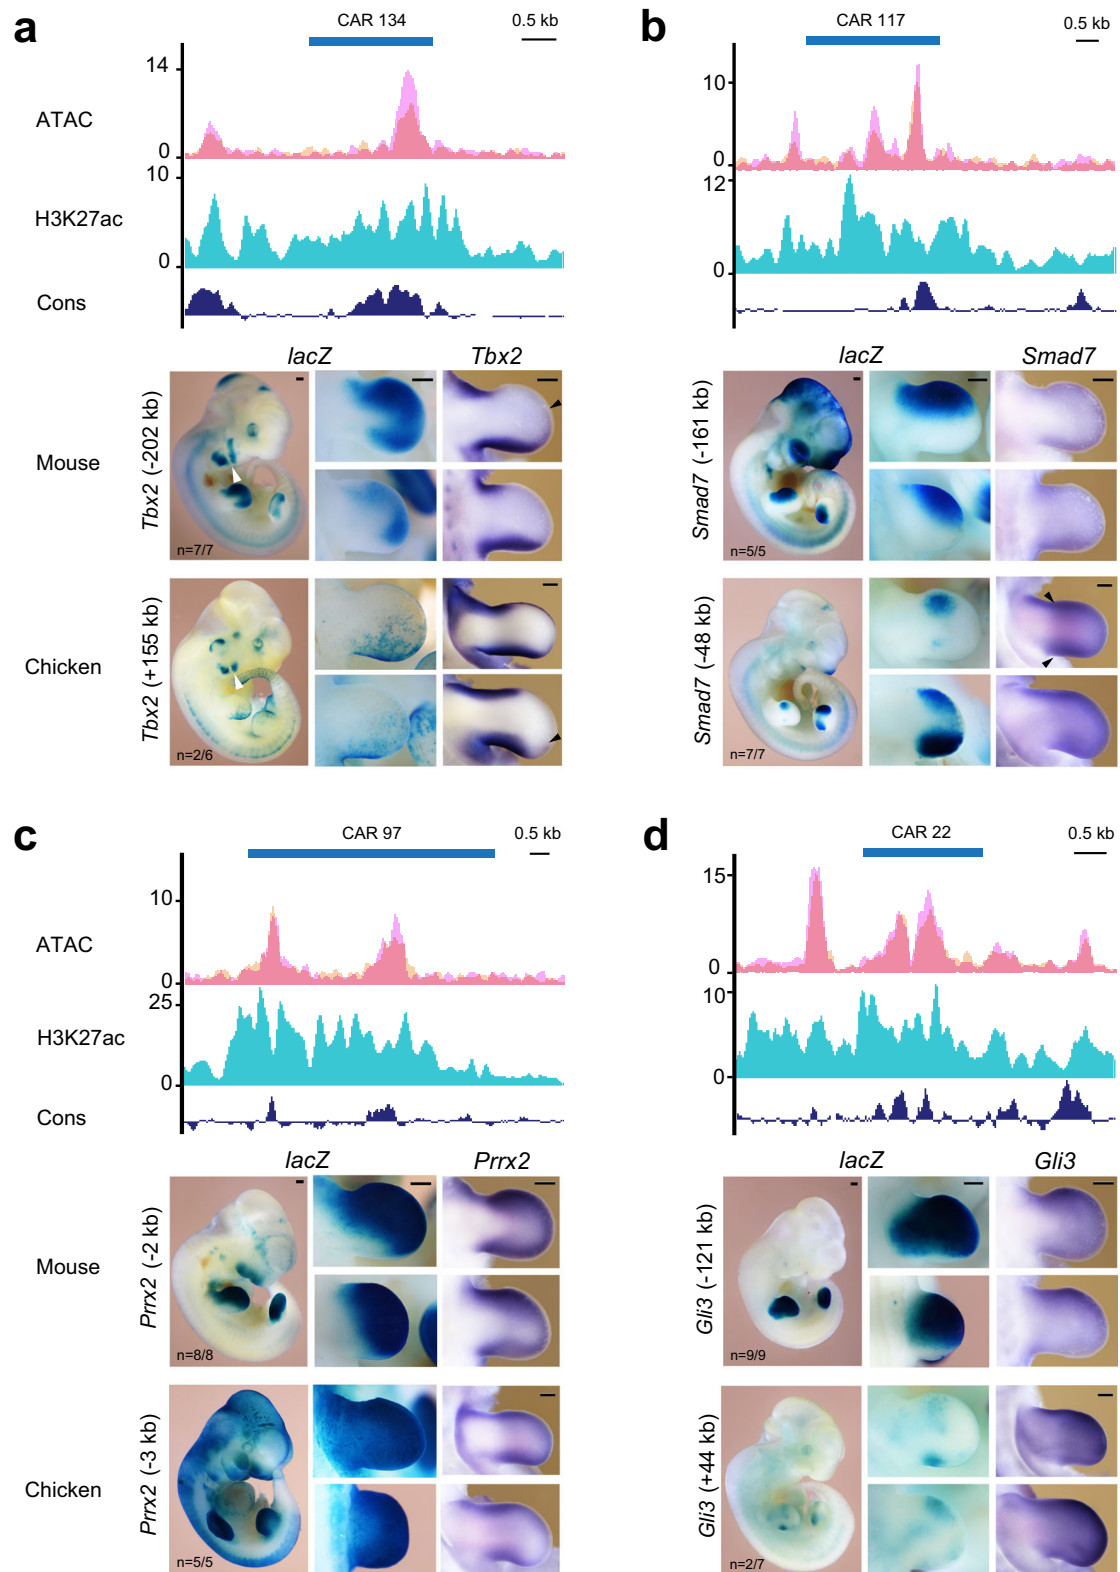 a
CAR 134
0.5 kb
14
ATAC
0
10
H3K27ac
0
Cons
lacZ
Tbx2
Mouse
Tbx2 (-202 kb)
n=7/7
Chicken
Tbx2 (+155 kb)
n=2/6
b
CAR 117
0.5 kb
10
0
12
0
lacZ
Smad7
Smad7 (-161 kb)
n=5/5
Smad7 (-48 kb)
n=7/7
c
CAR 97
0.5 kb
10
ATAC
0
25
H3K27ac
0
Cons
lacZ
Prrx2
Mouse
Prrx2 (-2 kb)
n=8/8
Chicken
Prrx2 (-3 kb)
n=5/5
d
CAR 22
0.5 kb
15
0
10
0
lacZ
Gli3
Gli3 (-121 kb)
n=9/9
Gli3 (+44 kb)
n=2/7